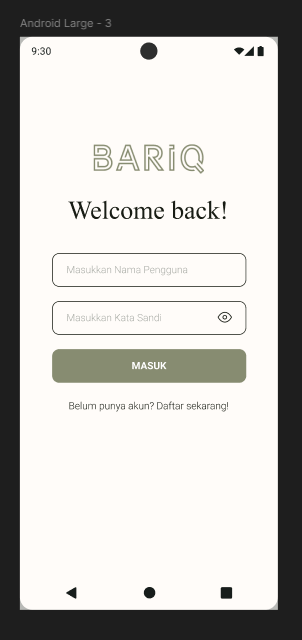 Android Large - 3
9:30
BARiQ
Welcome back!
Masukkan Nama Pengguna
Masukkan Kata Sandi
MASUK
Belum punya akun? Daftar sekarang!